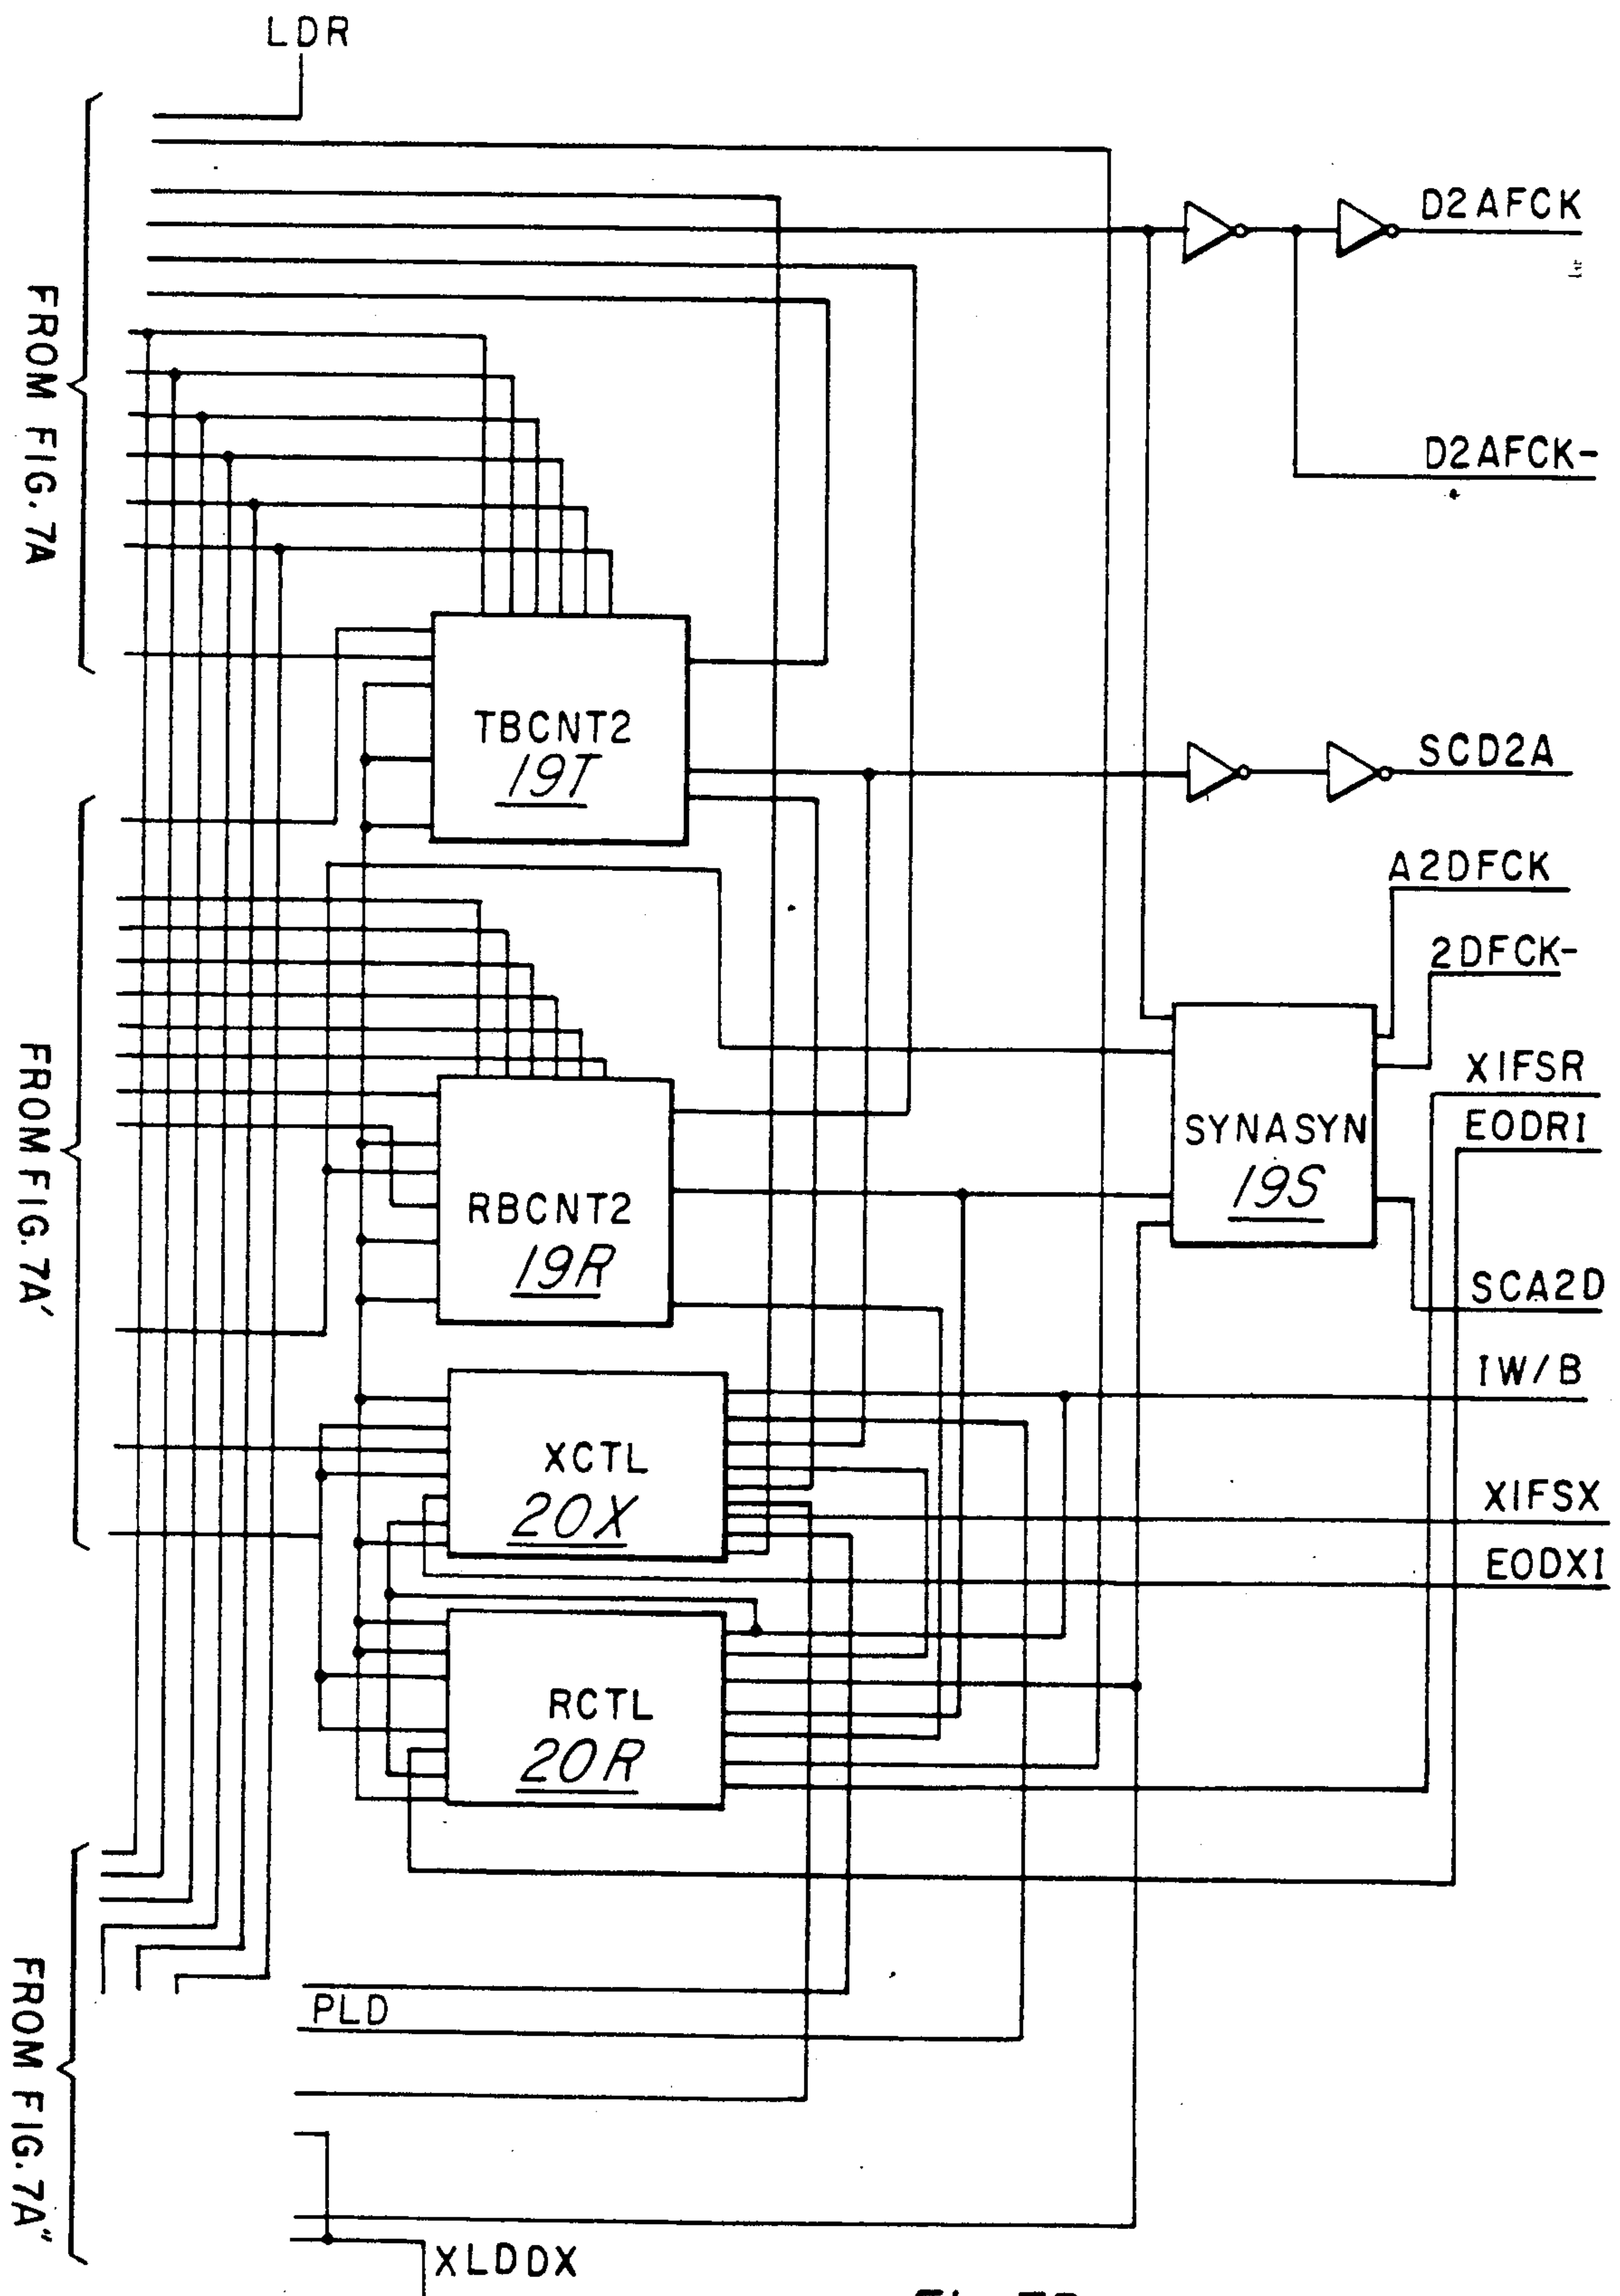 LDR
D2AFCK
D2AFCK-
FROM FIG. 7A
TBCNT2
19T
SCD2A
A2DFCK
2DFCK-
XIFSR
EODRI
SYNASYN
19S
FROM FIG. 7A'
RBCNT2
19R
SCA2D
IW/B
XCTL
20X
XIFSX
EODXI
RCTL
20R
PLD
FROM FIG. 7A"
XLDDX